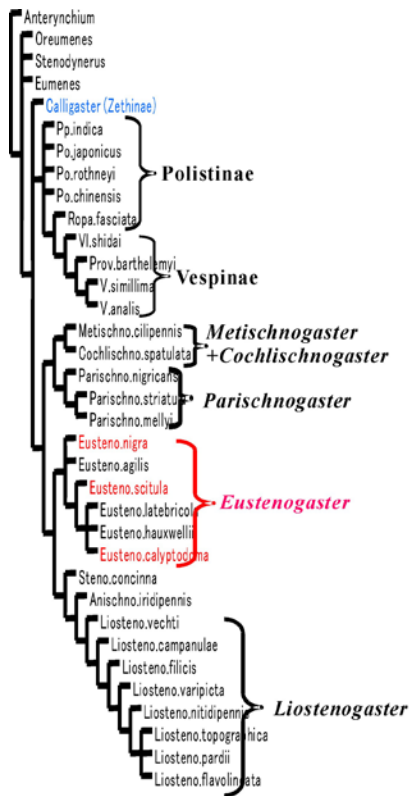 Anterynchium
Oreumenes
Stenodynerus
Eumenes
Calligaster (Zethinae)
Pp.indica
Po.japonicus
Po.rothneyi
Po.chinensis
Ropa.fasciata
Polistinae
Vl.shidai
Prov.barthelemyi
V.simillima
V.analis
Vespinae
Metischno.cilipennis
Cochlischno.spatulata
Metischnogaster
+Cochlischnogaster
Parischno.nigricans
Parischno.striatul
Parischno.mellyi
Parischnogaster
Eusteno.nigra
Eusteno.agilis
Eusteno.scitula
Eusteno.latebricol
Eusteno.hauxwellii
Eusteno.calyptodoma
Eustenogaster
Steno.concinna
Anischno.iridipennis
Liosteno.vechti
Liosteno.campanulae
Liosteno.filicis
Liosteno.varipicta
Liosteno.nitidipennis
Liosteno.topographica
Liosteno.pardii
Liosteno.flavolineata
Liostenogaster